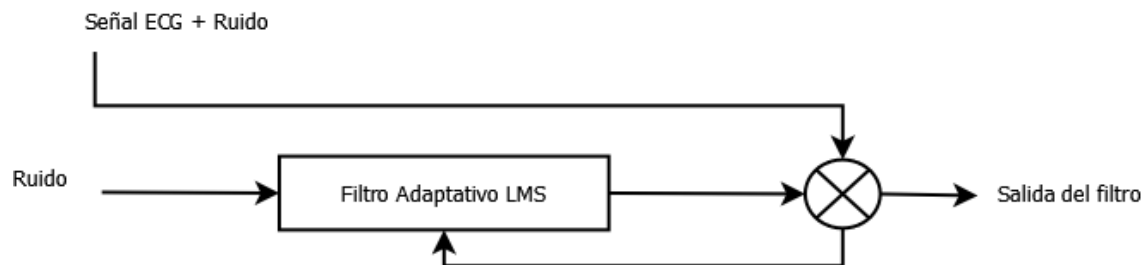 Señal ECG + Ruido
Ruido
Filtro Adaptativo LMS
Salida del filtro